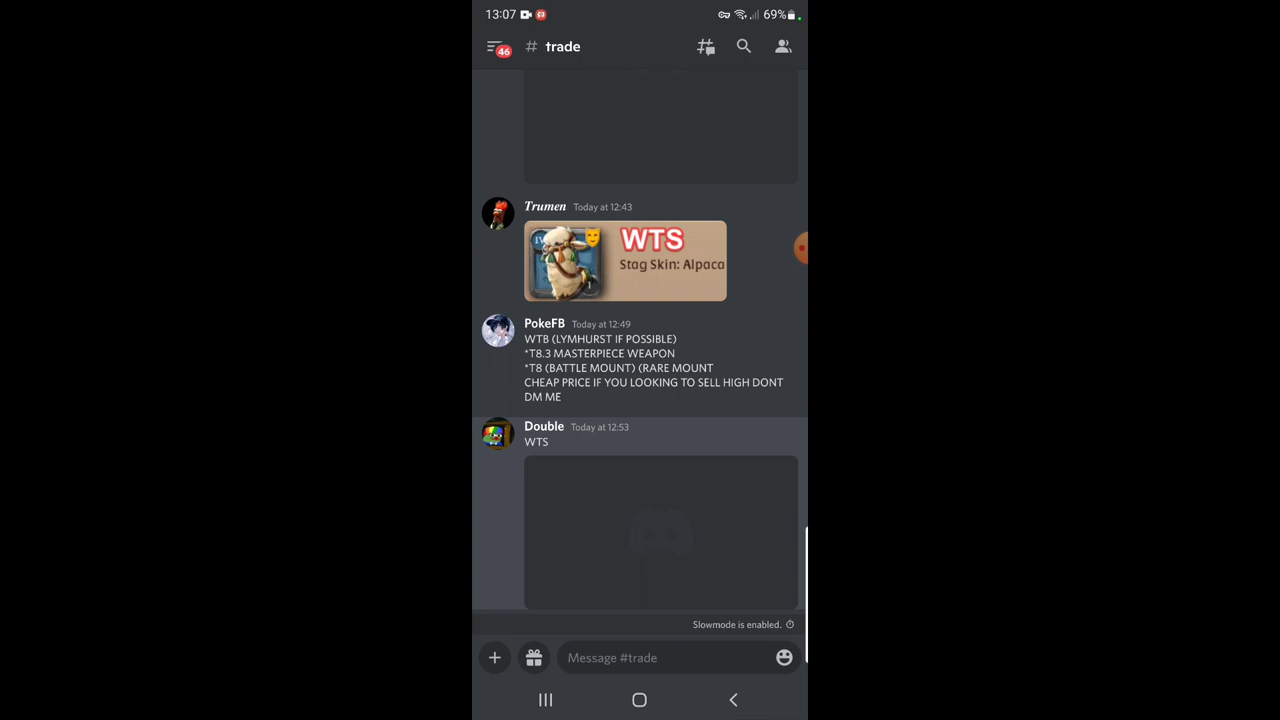 13:07
69%
46
# trade
Trumen Today at 12:43
IV
WTS
Stag Skin: Alpaca
PokeFB Today at 12:49
WTB (LYMHURST IF POSSIBLE)
*T8.3 MASTERPIECE WEAPON
*T8 (BATTLE MOUNT) (RARE MOUNT
CHEAP PRICE IF YOU LOOKING TO SELL HIGH DONT
DM ME
Double Today at 12:53
WTS
Slowmode is enabled.
Message #trade